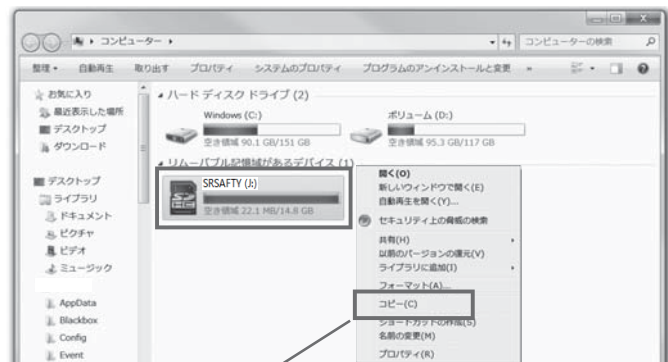 コンピューター
コンピューターの検索
整理
自動再生
取り出す
プロパティ
システムのプロパティ
プログラムのアンインストールと変更
»
お気に入り
最近表示した場所
デスクトップ
ダウンロード
デスクトップ
ライブラリ
ドキュメント
ピクチャ
ビデオ
ミュージック
AppData
Blackbox
Config
Event
ハード ディスク ドライブ (2)
Windows (C:)
空き領域 90.1 GB/151 GB
ボリューム (D:)
空き領域 95.3 GB/117 GB
リムーバブル記憶域があるデバイス (1)
SRSAFTY (J:)
空き領域 22.1 MB/14.8 GB
開く(O)
新しいウィンドウで開く(E)
自動再生を開く(Y)...
セキュリティ上の脅威の検索
共有(H)
以前のバージョンの復元(V)
ライブラリに追加(I)
フォーマット(A)...
コピー(C)
ショートカットの作成(S)
名前の変更(M)
プロパティ(R)